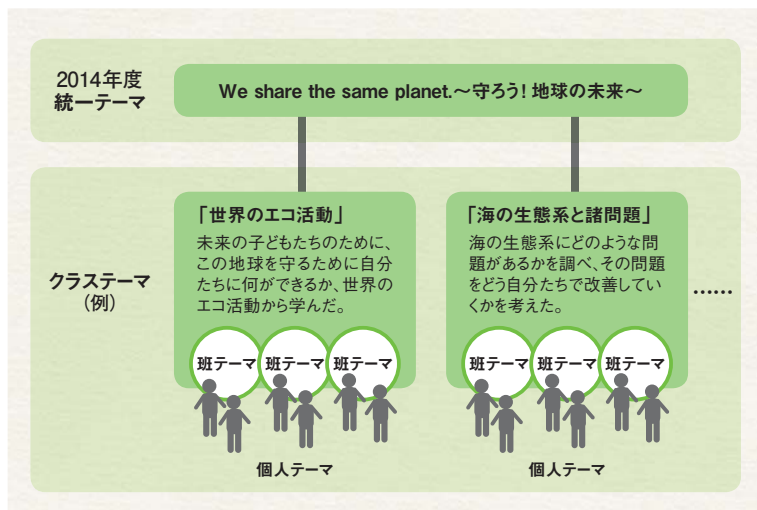 2014年度
統一テーマ
We share the same planet.～守ろう! 地球の未来～
クラステーマ
(例)
「世界のエコ活動」
未来の子どもたちのために、
この地球を守るために自分
たちに何ができるか、世界の
エコ活動から学んだ。
班テーマ 班テーマ 班テーマ
個人テーマ
「海の生態系と諸問題」
海の生態系にどのような問
題があるかを調べ、その問題
をどう自分たちで改善してい
くかを考えた。
班テーマ 班テーマ 班テーマ
個人テーマ
……